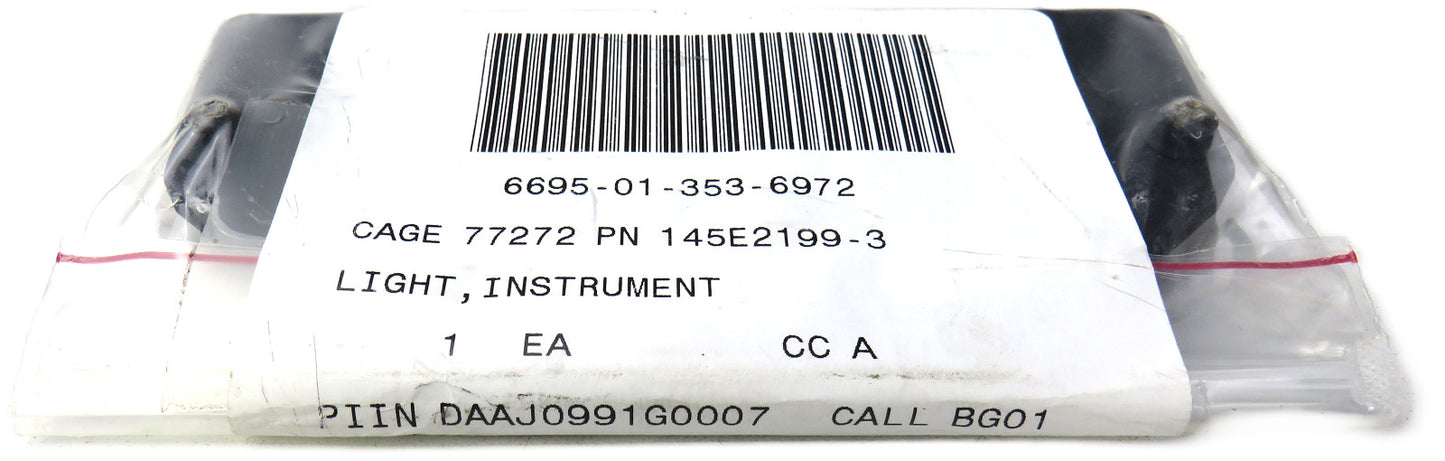 6695-01-353-6972
CAGE 77272 PN 145E2199-3
LIGHT, INSTRUMENT
1 EA CC A
PIIN DAAJ0991G0007 CALL BG01